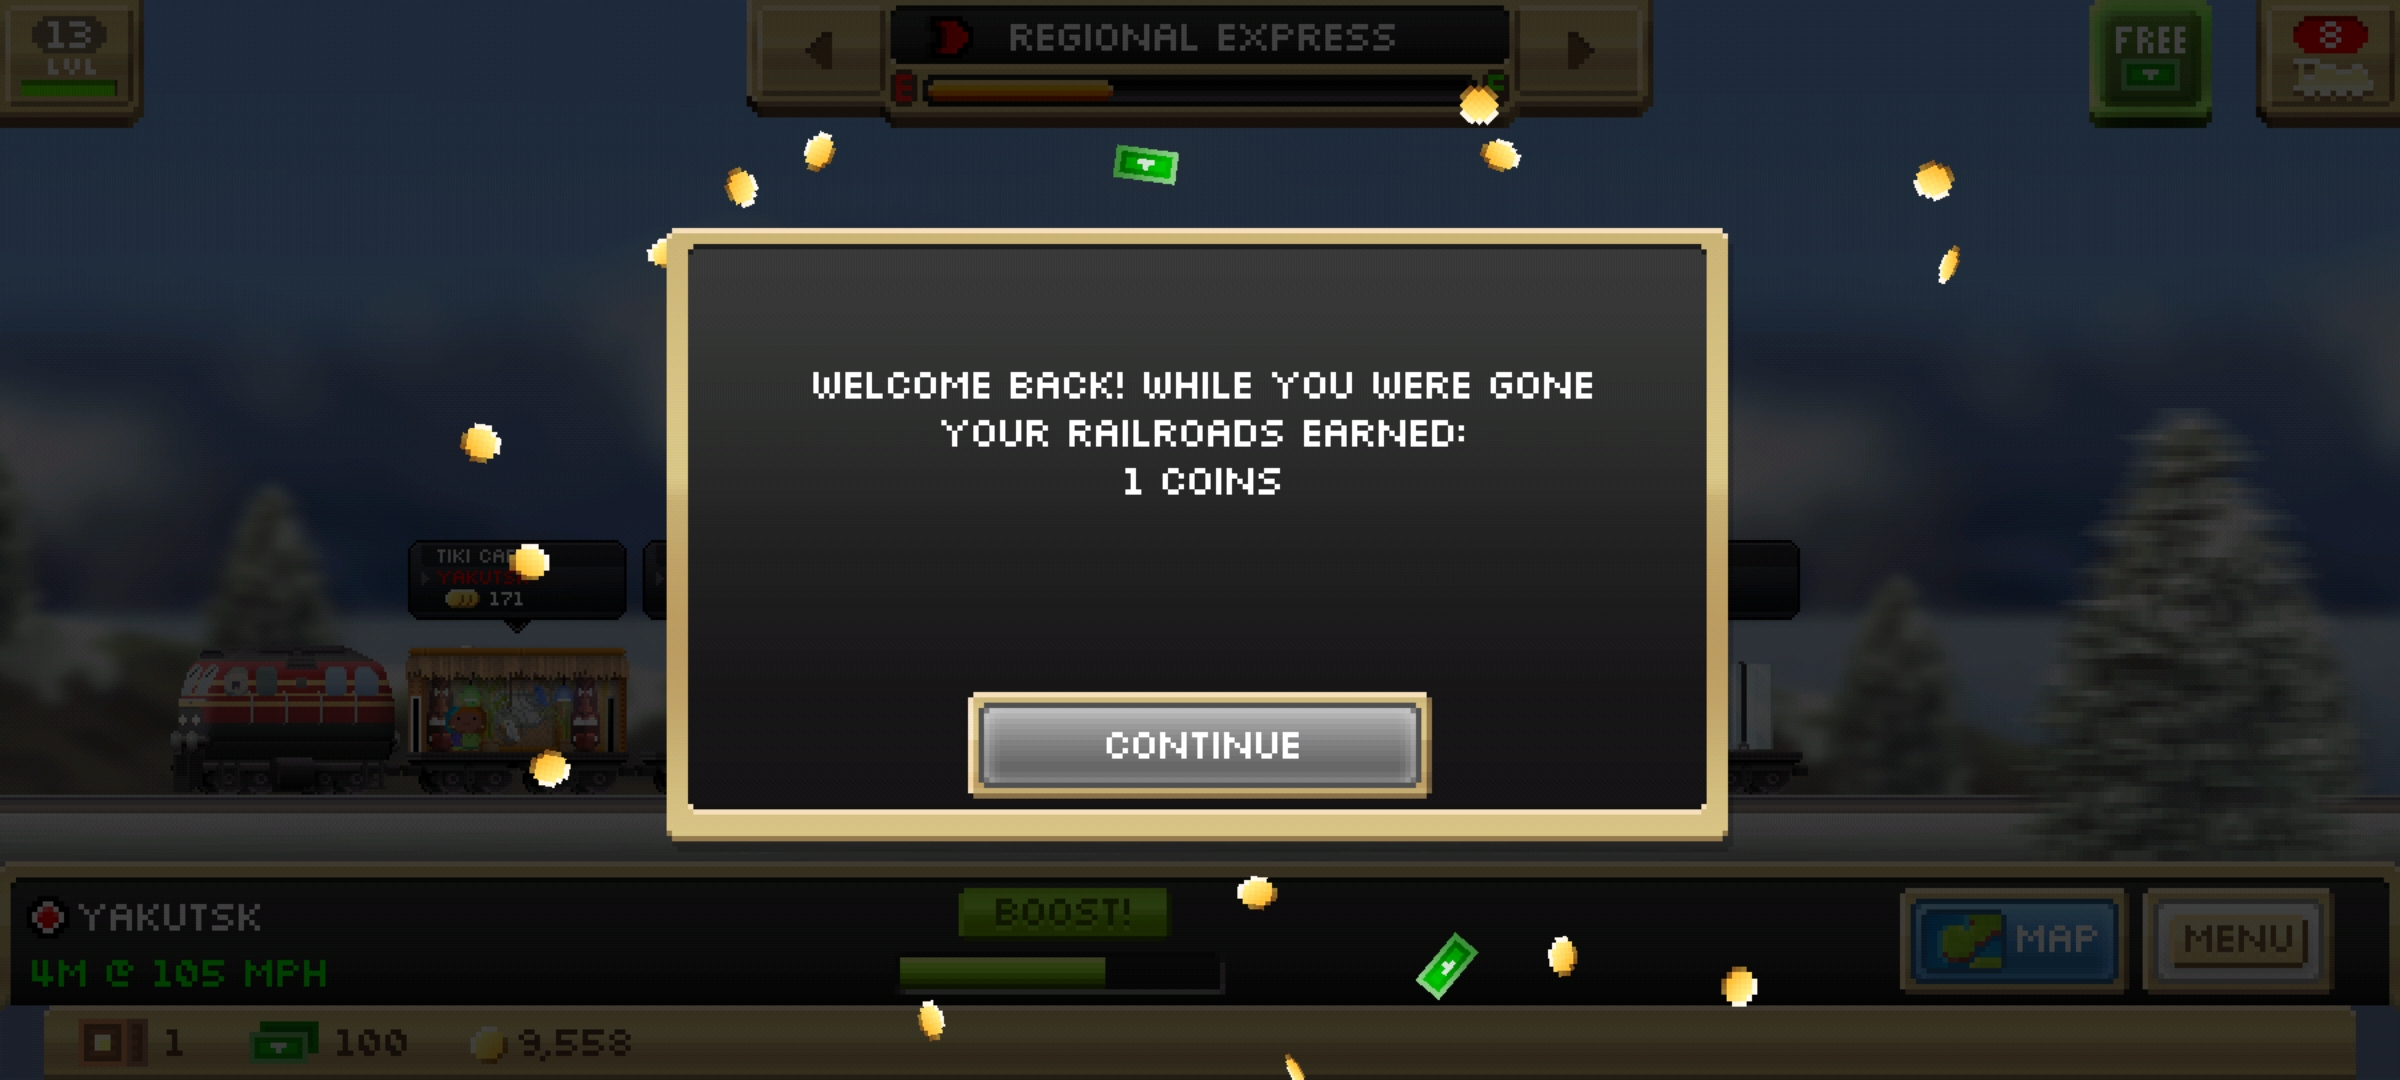 13
LVL
REGIONAL EXPRESS
E
FREE
8
WELCOME BACK! WHILE YOU WERE GONE
YOUR RAILROADS EARNED:
1 COINS
TIKI
171
CONTINUE
YAKUTSK
4M @ 105 MPH
BOOST!
MAP
MENU
1
100
9,558